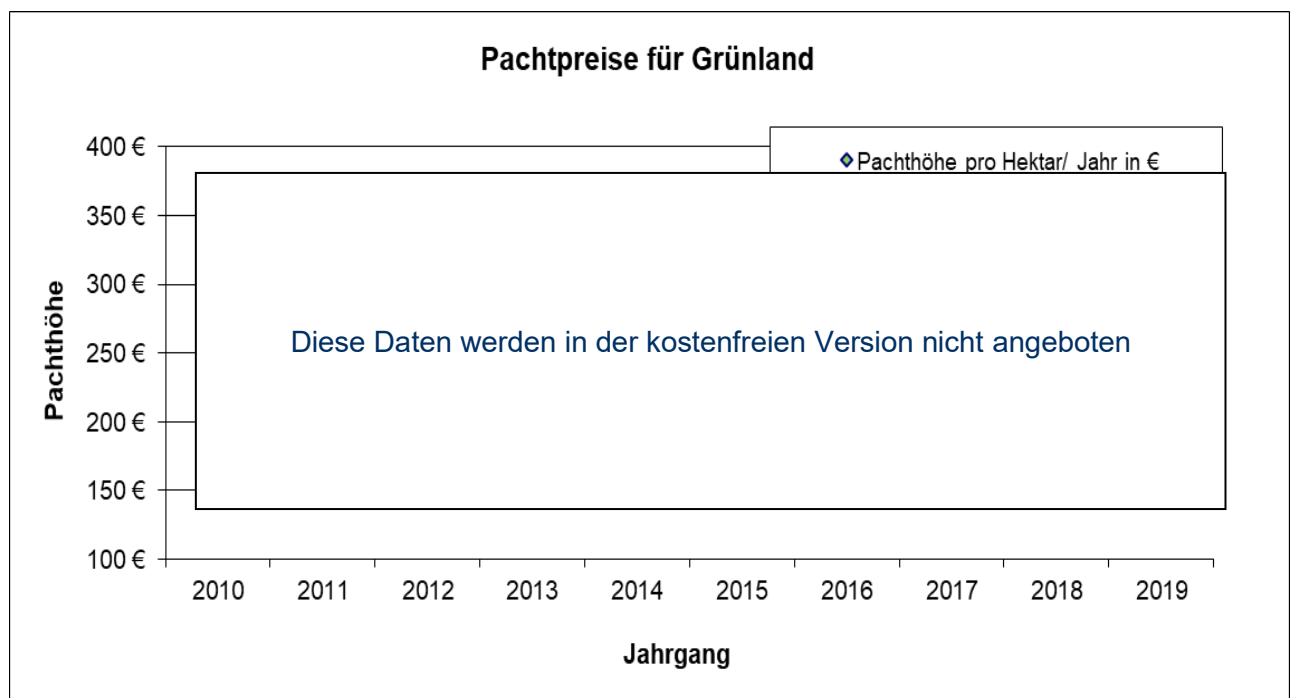 Pachtpreise für Grünland
400 €
350 €
300 €
250 €
200 €
150 €
100 €
Pachthöhe
Pachthöhe pro Hektar/ Jahr in €
Diese Daten werden in der kostenfreien Version nicht angeboten
2010 2011 2012 2013 2014 2015 2016 2017 2018 2019
Jahrgang